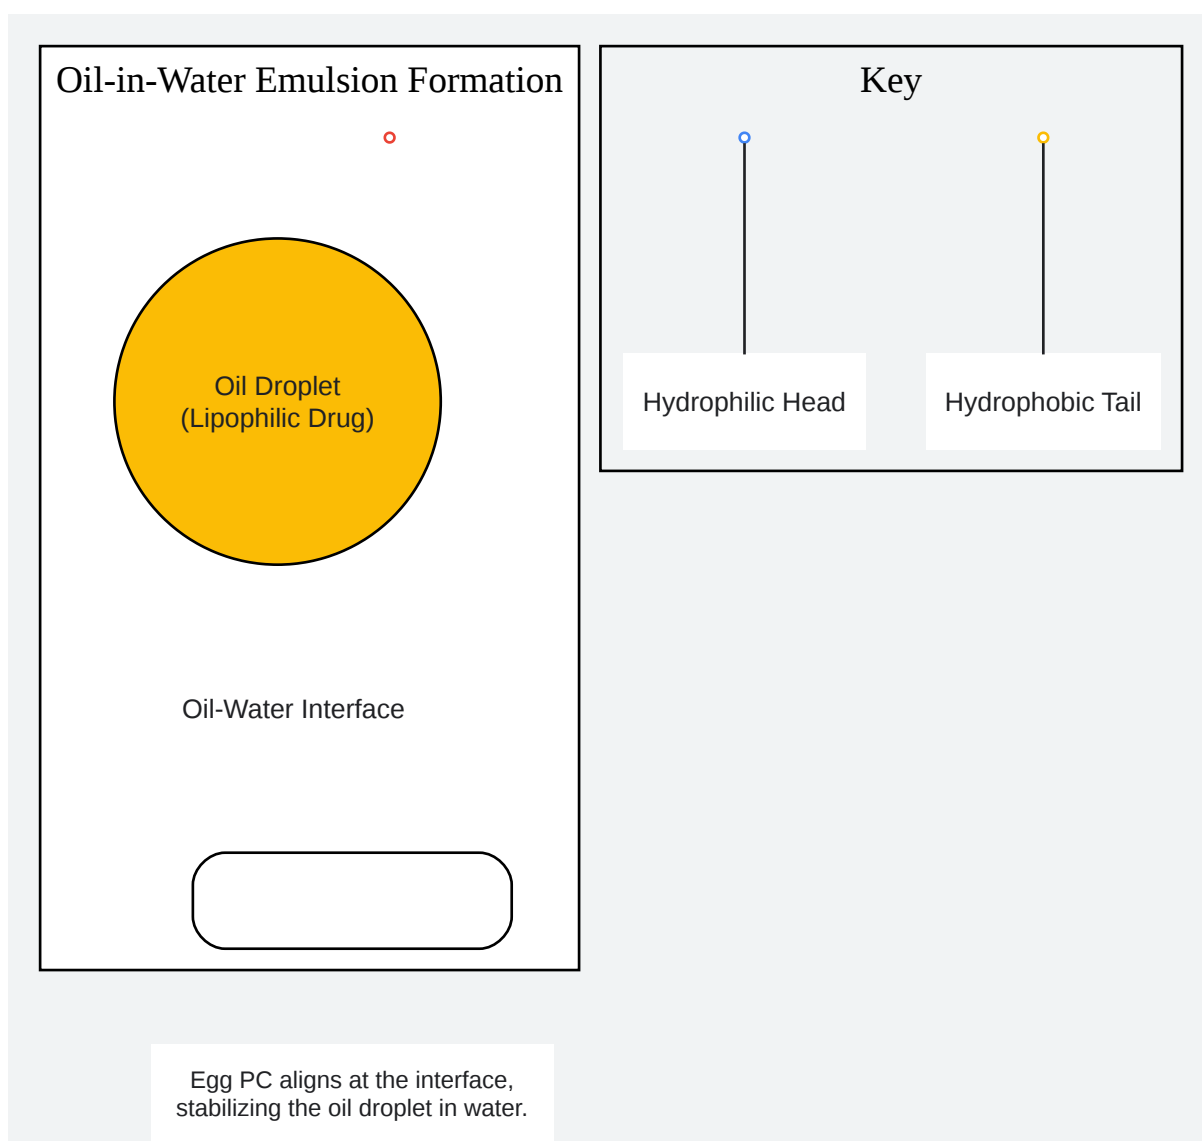 Oil-in-Water Emulsion Formation
Key
Oil Droplet
(Lipophilic Drug)
Hydrophilic Head
Hydrophobic Tail
Oil-Water Interface
Egg PC aligns at the interface,
stabilizing the oil droplet in water.